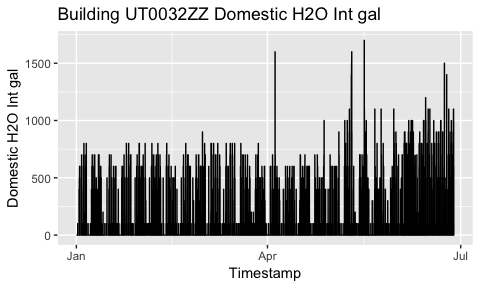 Building UT0032ZZ Domestic H2O Int gal
Domestic H2O Int gal
1500
1000
500
0
Jan
Apr
Jul
Timestamp